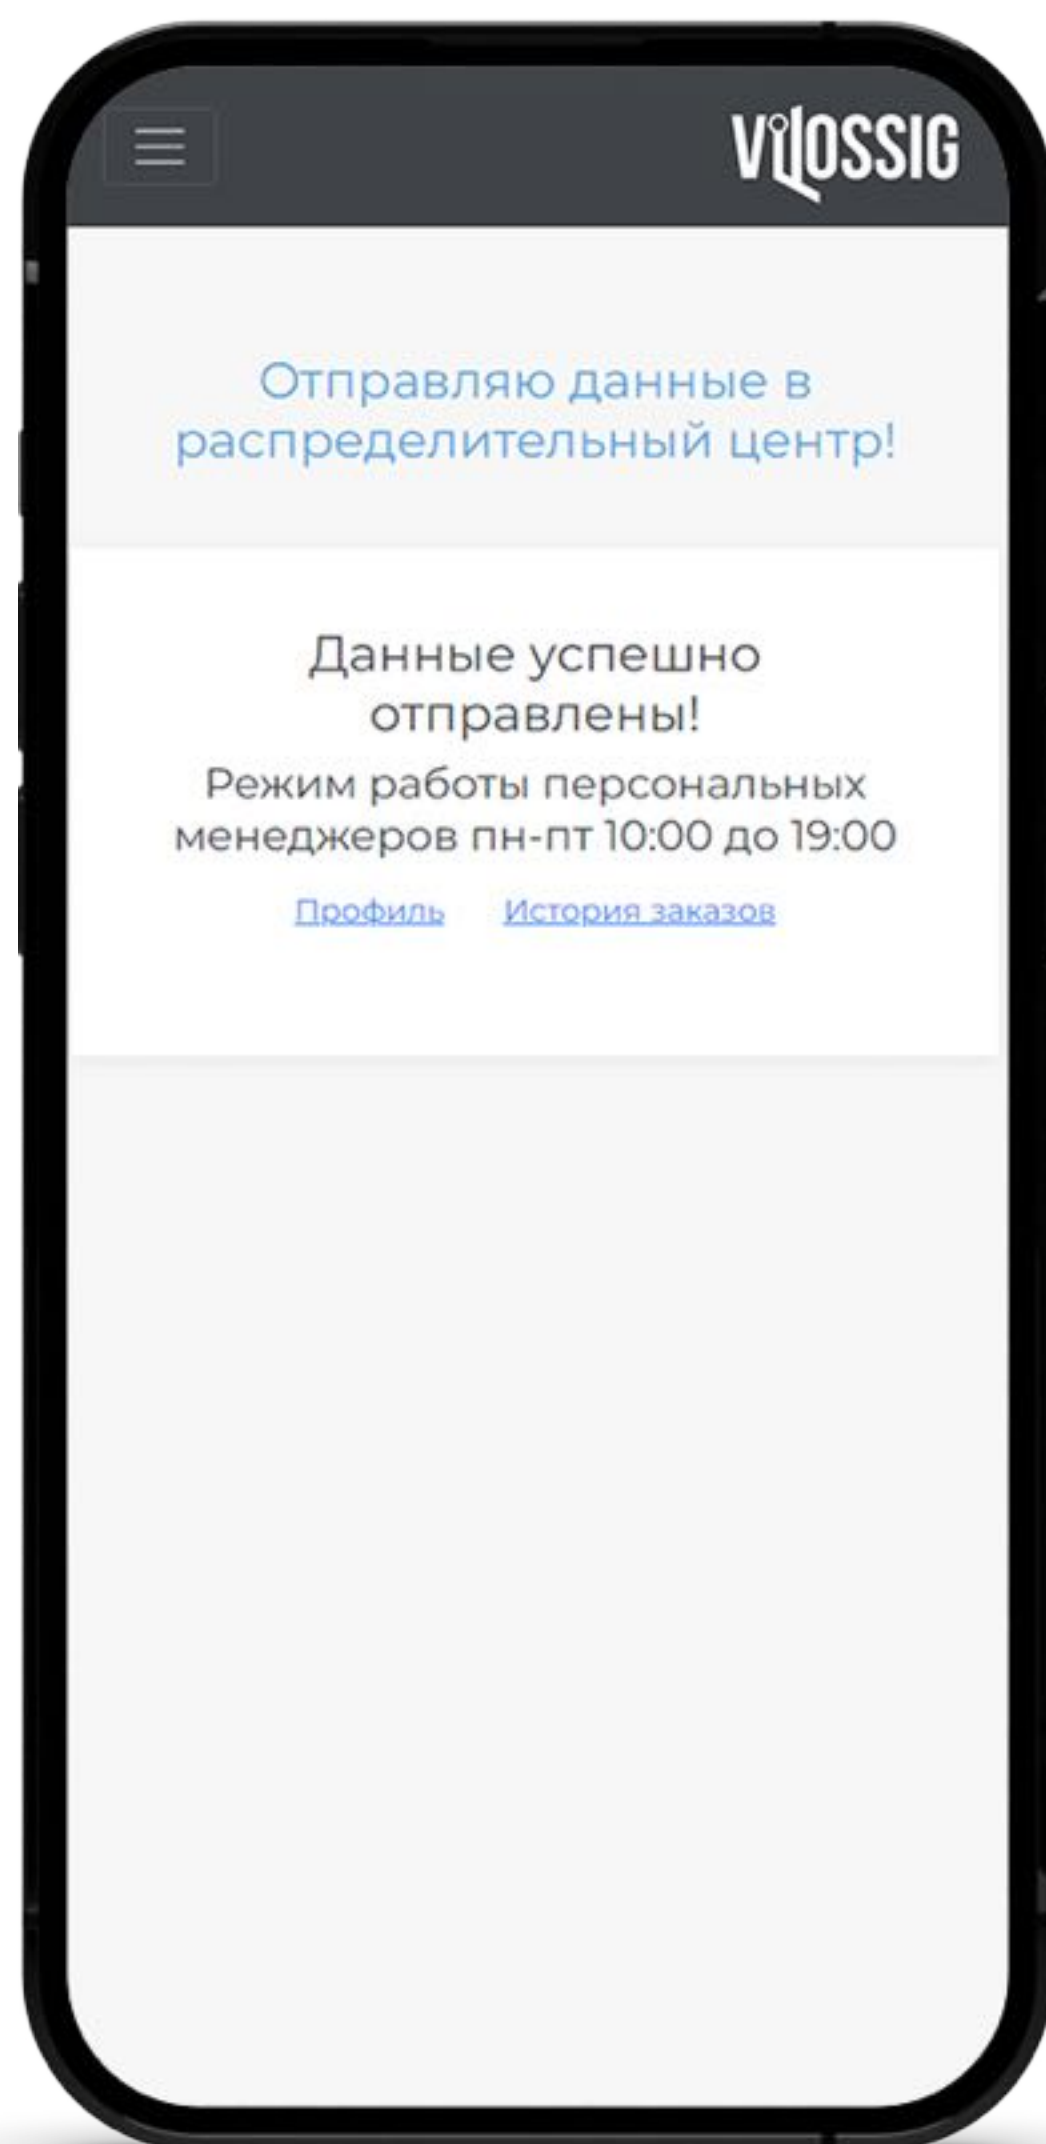 VILOSSIG
Отправляю данные в
распределительный центр!
Данные успешно
отправлены!
Режим работы персональных
менеджеров пн-пт 10:00 до 19:00
Профиль История заказов